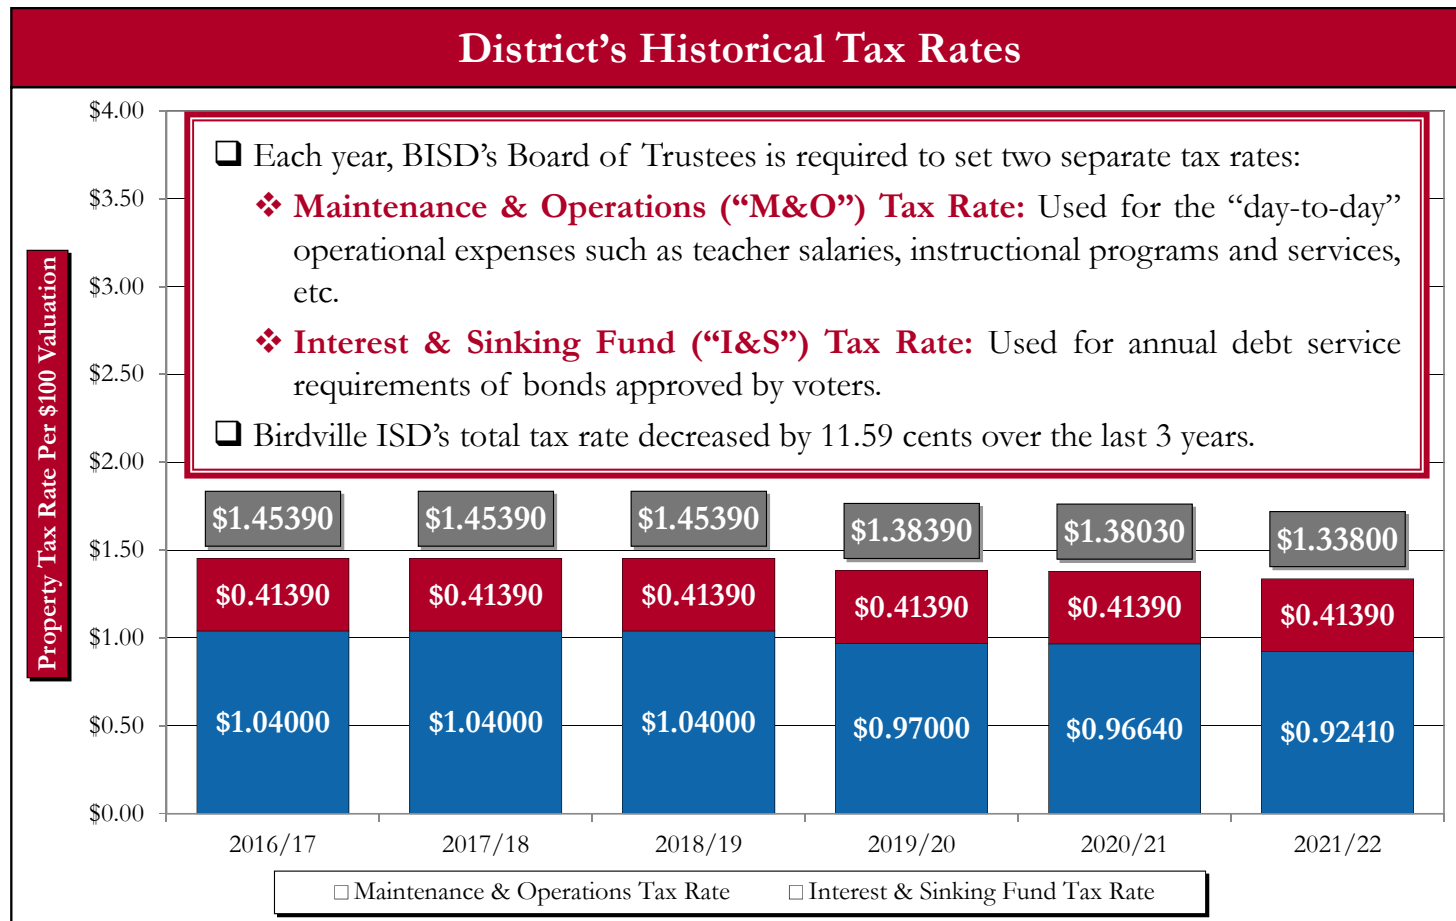 District's Historical Tax Rates
$4.00
$3.50
$3.00
$2.50
$2.00
$1.50
$1.00
$0.50
$0.00
Property Tax Rate Per $100 Valuation
❑ Each year, BISD's Board of Trustees is required to set two separate tax rates:
❖ Maintenance & Operations (“M&O”) Tax Rate: Used for the “day-to-day”
operational expenses such as teacher salaries, instructional programs and services,
etc.
❖ Interest & Sinking Fund (“I&S”) Tax Rate: Used for annual debt service
requirements of bonds approved by voters.
❑ Birdville ISD's total tax rate decreased by 11.59 cents over the last 3 years.
$1.45390 $1.45390 $1.45390 $1.38390 $1.38030 $1.33800
$0.41390 $0.41390 $0.41390 $0.41390 $0.41390 $0.41390
$1.04000 $1.04000 $1.04000 $0.97000 $0.96640 $0.92410
2016/17 2017/18 2018/19 2019/20 2020/21 2021/22
Maintenance & Operations Tax Rate Interest & Sinking Fund Tax Rate